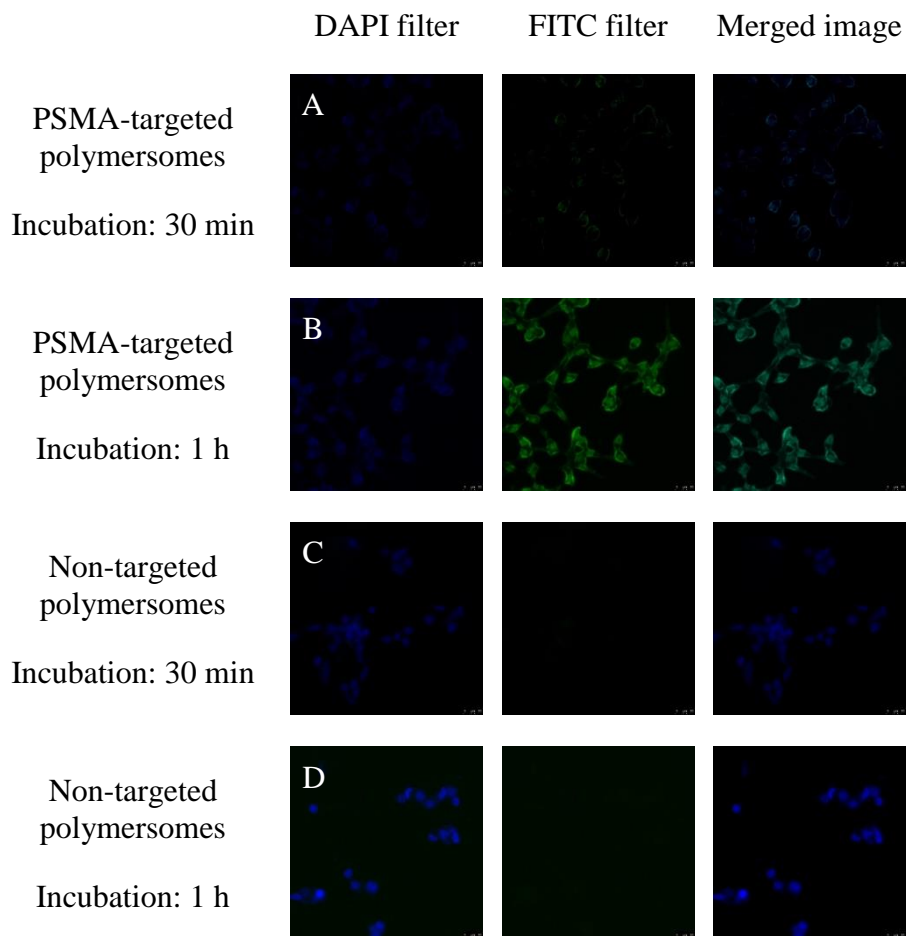 DAPI filter FITC filter Merged image
PSMA-targeted
polymersomes
Incubation: 30 min
A
PSMA-targeted
polymersomes
Incubation: 1 h
B
Non-targeted
polymersomes
Incubation: 30 min
C
Non-targeted
polymersomes
Incubation: 1 h
D